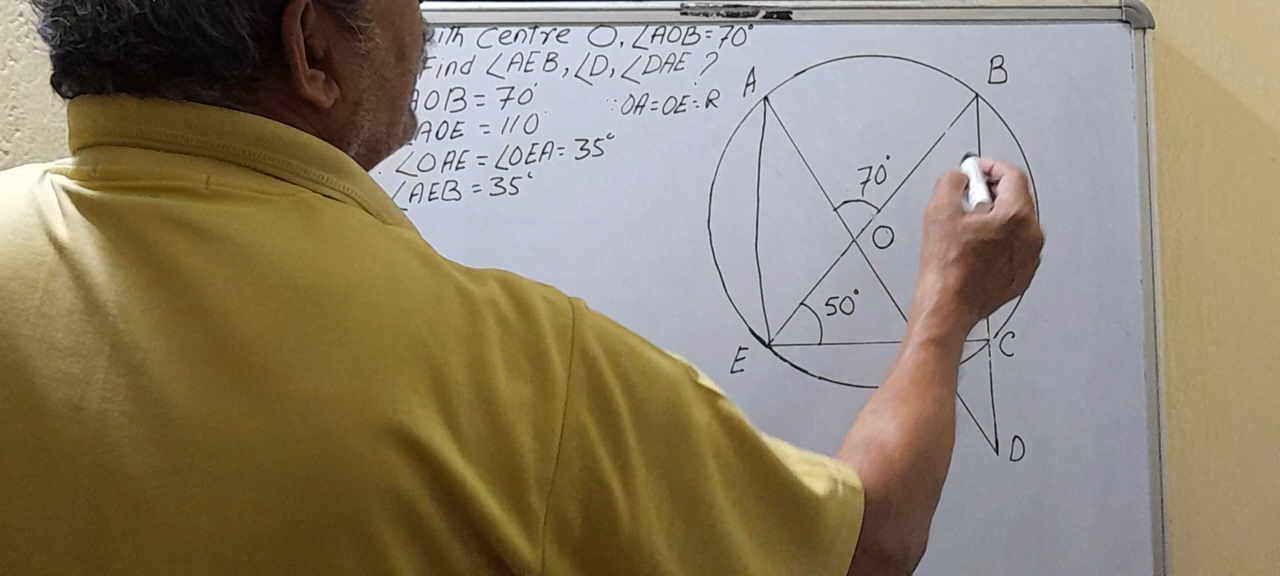 with Centre O, ∠AOB = 70°
Find ∠AEB, ∠D, ∠DAE ?
AOB = 70°
∵ OA = OE = R
∠AOE = 110
∠OAE = ∠OEA = 35°
∠AEB = 35°
A
B
70°
O
50°
E
C
D